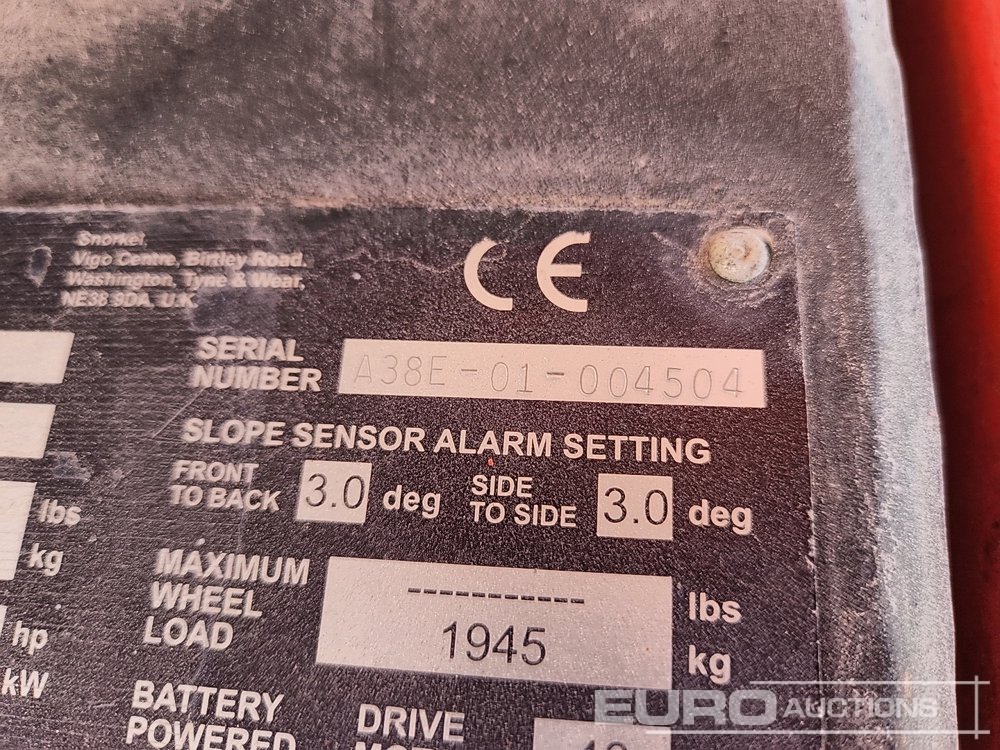 Snorkel,
Vigo Centre, Birtley Road,
Washington, Tyne & Wear,
NE38 9DA, U.K.
CE
SERIAL NUMBER A38E-01-004504
SLOPE SENSOR ALARM SETTING
FRONT TO BACK 3.0 deg SIDE TO SIDE 3.0 deg
lbs
kg
MAXIMUM WHEEL LOAD ----------- lbs
1945 kg
hp
kW
BATTERY POWERED
DRIVE
EURO AUCTIONS